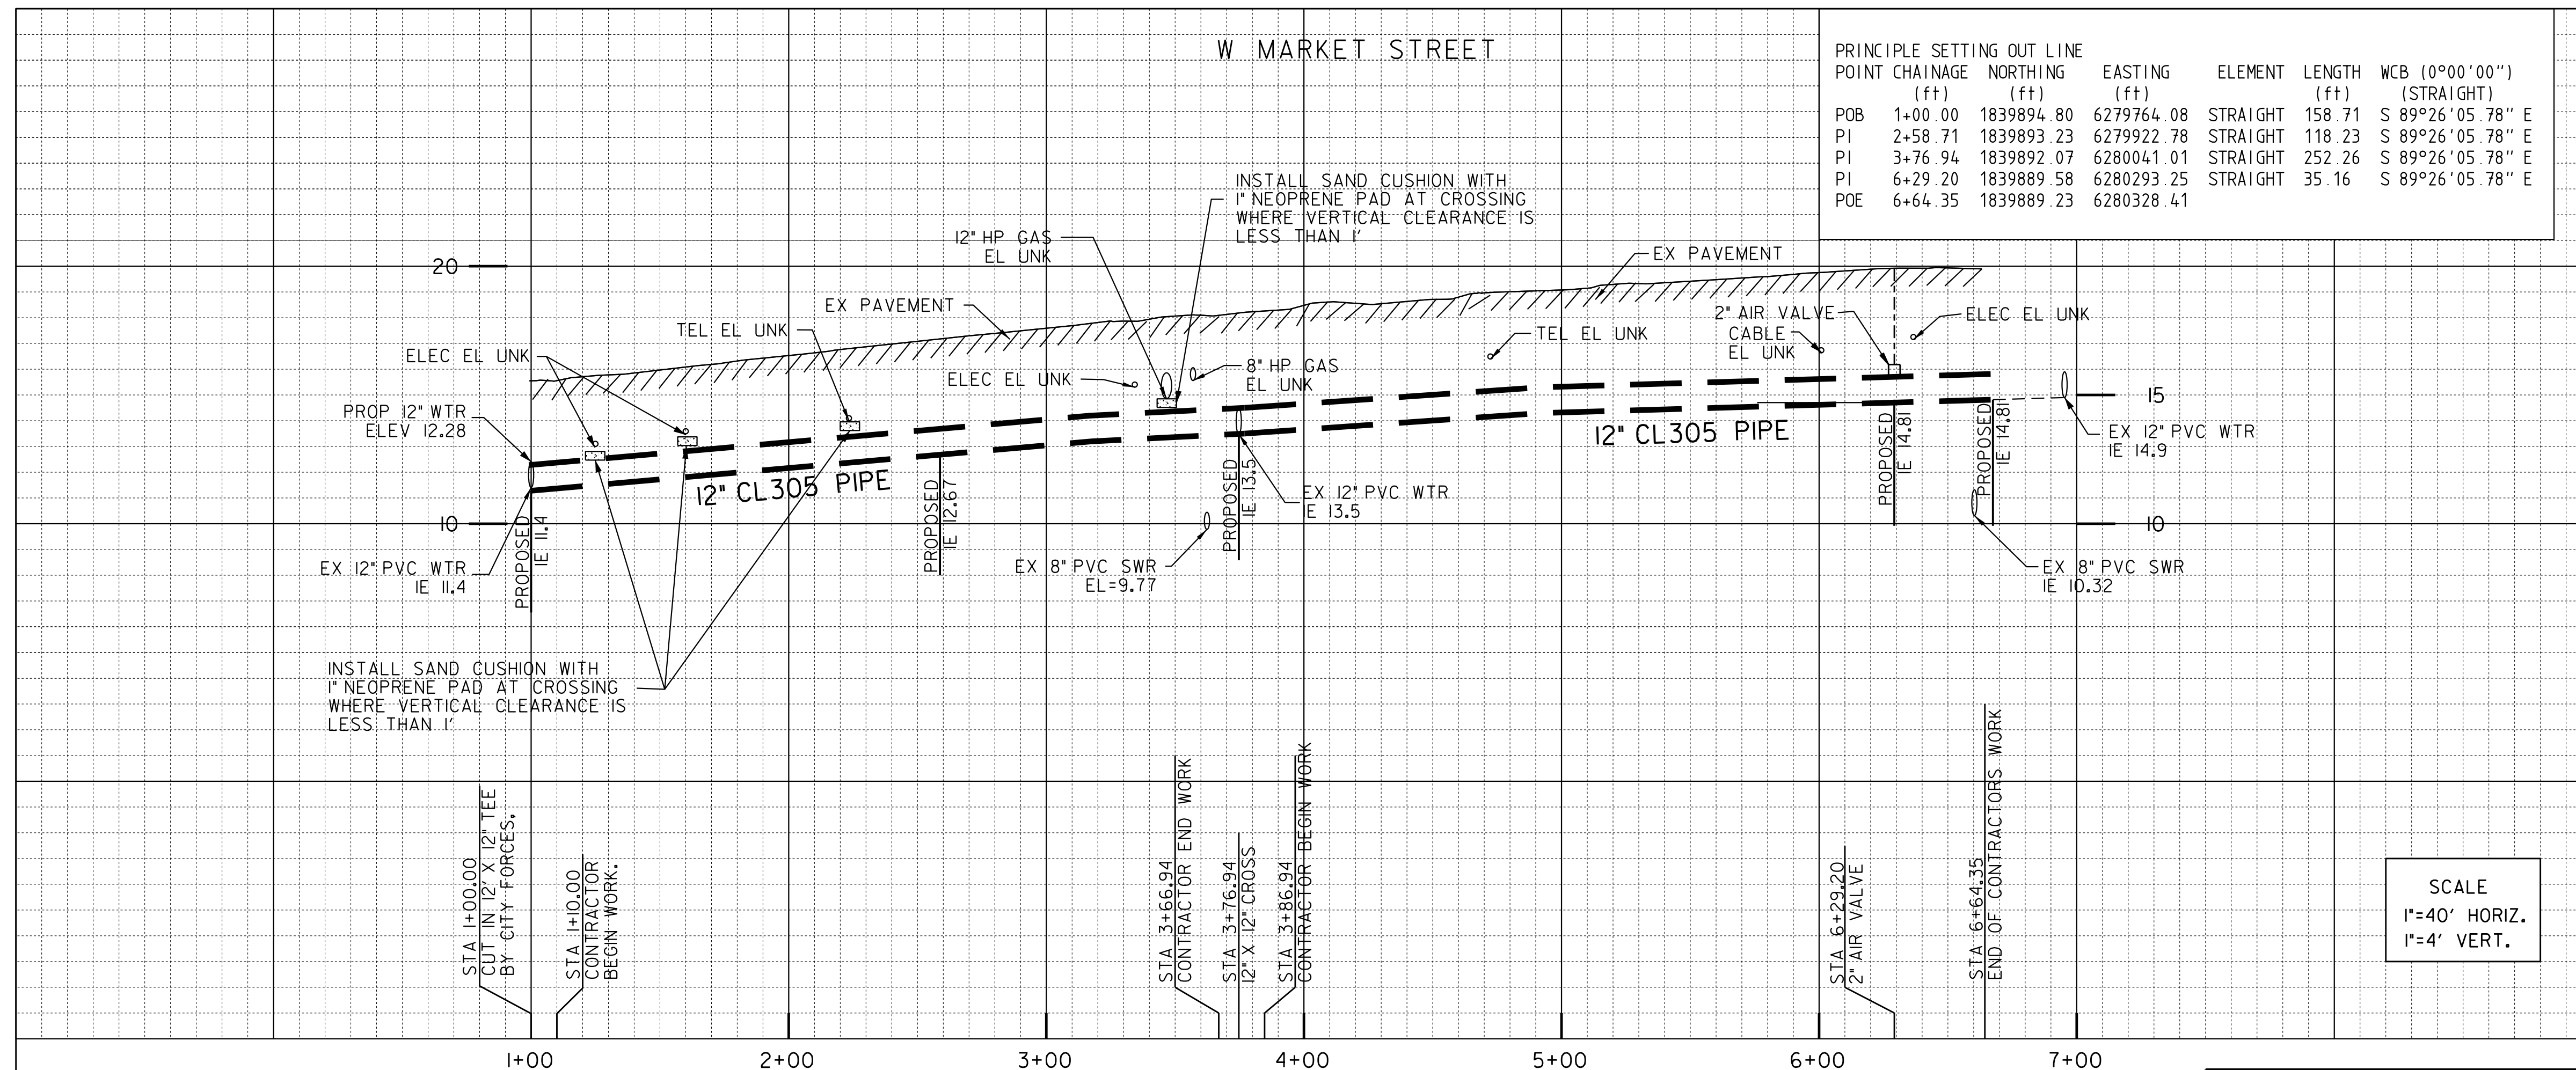 W MARKET STREET
PRINCIPLE SETTING OUT LINE
POINT CHAINAGE NORTHING EASTING ELEMENT LENGTH WCB (0°00'00")
(ft) (ft) (ft) (ft) (STRAIGHT)
POB 1+00.00 1839894.80 6279764.08 STRAIGHT 158.71 S 89°26'05.78" E
PI 2+58.71 1839893.23 6279922.78 STRAIGHT 118.23 S 89°26'05.78" E
PI 3+76.94 1839892.07 6280041.01 STRAIGHT 252.26 S 89°26'05.78" E
PI 6+29.20 1839889.58 6280293.25 STRAIGHT 35.16 S 89°26'05.78" E
POE 6+64.35 1839889.23 6280328.41
INSTALL SAND CUSHION WITH
1" NEOPRENE PAD AT CROSSING
WHERE VERTICAL CLEARANCE IS
LESS THAN 1'
12" HP GAS
EL UNK
EX PAVEMENT
20
EX PAVEMENT
TEL EL UNK
ELEC EL UNK
ELEC EL UNK
8" HP GAS
EL UNK
TEL EL UNK
2" AIR VALVE
CABLE
EL UNK
ELEC EL UNK
PROP 12" WTR
ELEV 12.28
15
12" CL305 PIPE
12" CL305 PIPE
EX 12" PVC WTR
IE 14.9
EX 12" PVC WTR
E 13.5
10
10
PROPOSED
IE 11.4
PROPOSED
IE 12.67
PROPOSED
IE 13.5
PROPOSED
IE 14.81
PROPOSED
IE 14.81
EX 12" PVC WTR
IE 11.4
EX 8" PVC SWR
EL=9.77
EX 8" PVC SWR
IE 10.32
INSTALL SAND CUSHION WITH
1" NEOPRENE PAD AT CROSSING
WHERE VERTICAL CLEARANCE IS
LESS THAN 1'
STA 1+00.00
CUT IN 12' X 12" TEE
BY CITY FORCES,
STA 1+10.00
CONTRACTOR
BEGIN WORK.
STA 3+66.94
CONTRACTOR END WORK
STA 3+76.94
12" X 12" CROSS
STA 3+86.94
CONTRACTOR BEGIN WORK
STA 6+29.20
2" AIR VALVE
STA 6+64.35
END OF CONTRACTORS WORK
SCALE
1"=40' HORIZ.
1"=4' VERT.
1+00 2+00 3+00 4+00 5+00 6+00 7+00